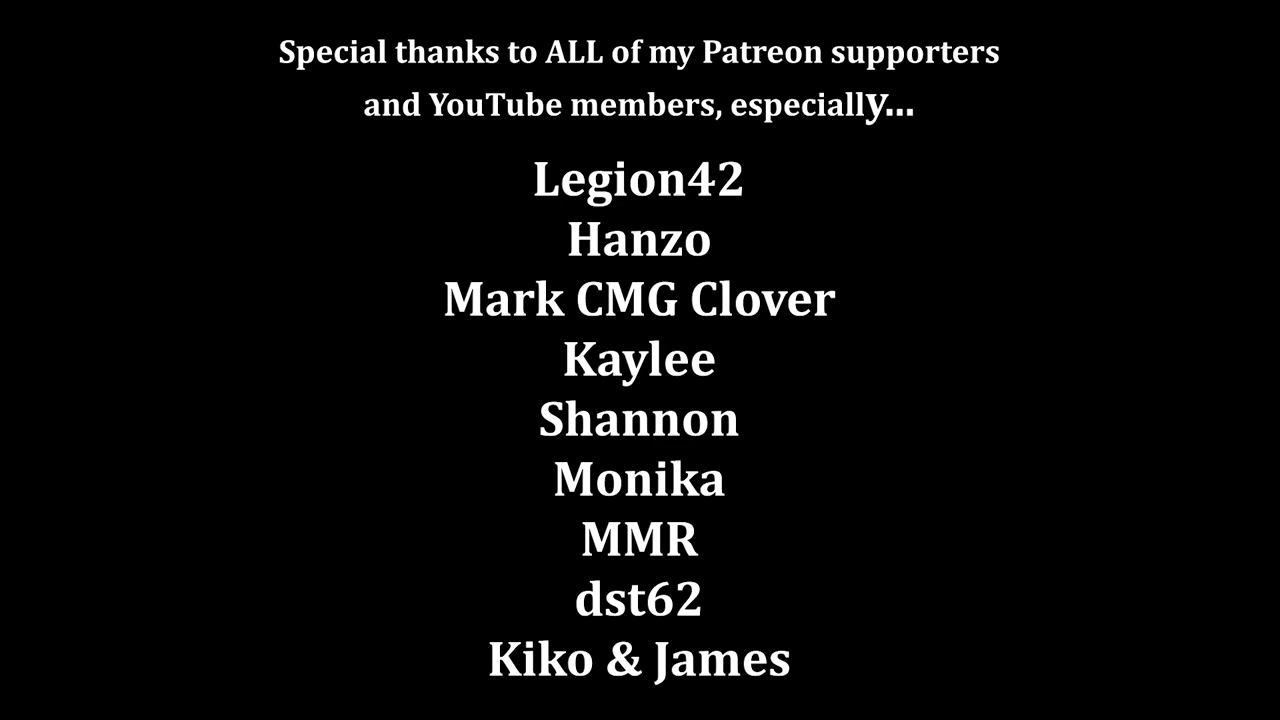 Special thanks to ALL of my Patreon supporters
and YouTube members, especially...
Legion42
Hanzo
Mark CMG Clover
Kaylee
Shannon
Monika
MMR
dst62
Kiko & James